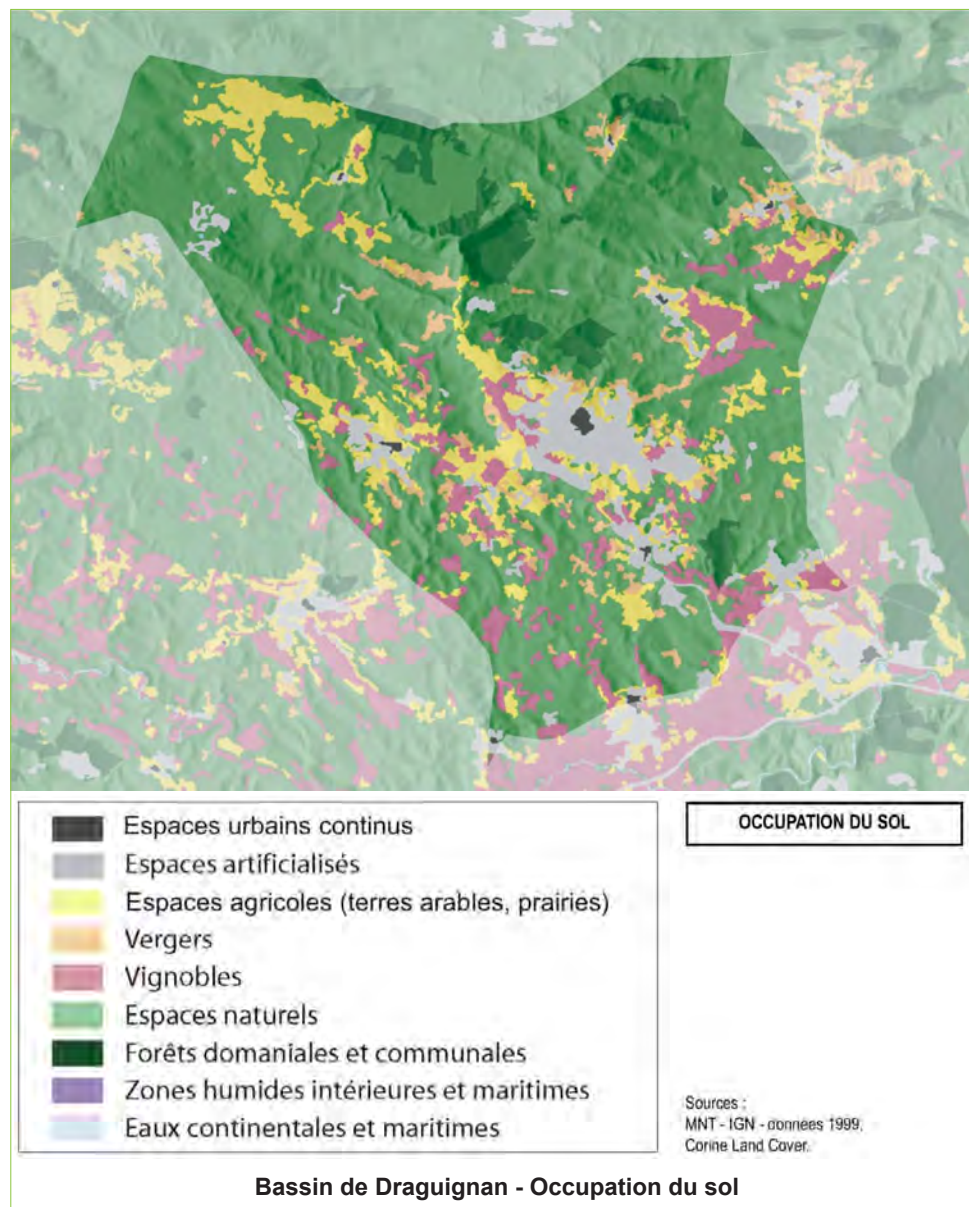 Espaces urbains continus
OCCUPATION DU SOL
Espaces artificialisés
Espaces agricoles (terres arables, prairies)
Vergers
Vignobles
Espaces naturels
Forêts domaniales et communales
Zones humides intérieures et maritimes
Eaux continentales et maritimes
Sources :
MNT - IGN - données 1999.
Corine Land Cover.
Bassin de Draguignan - Occupation du sol